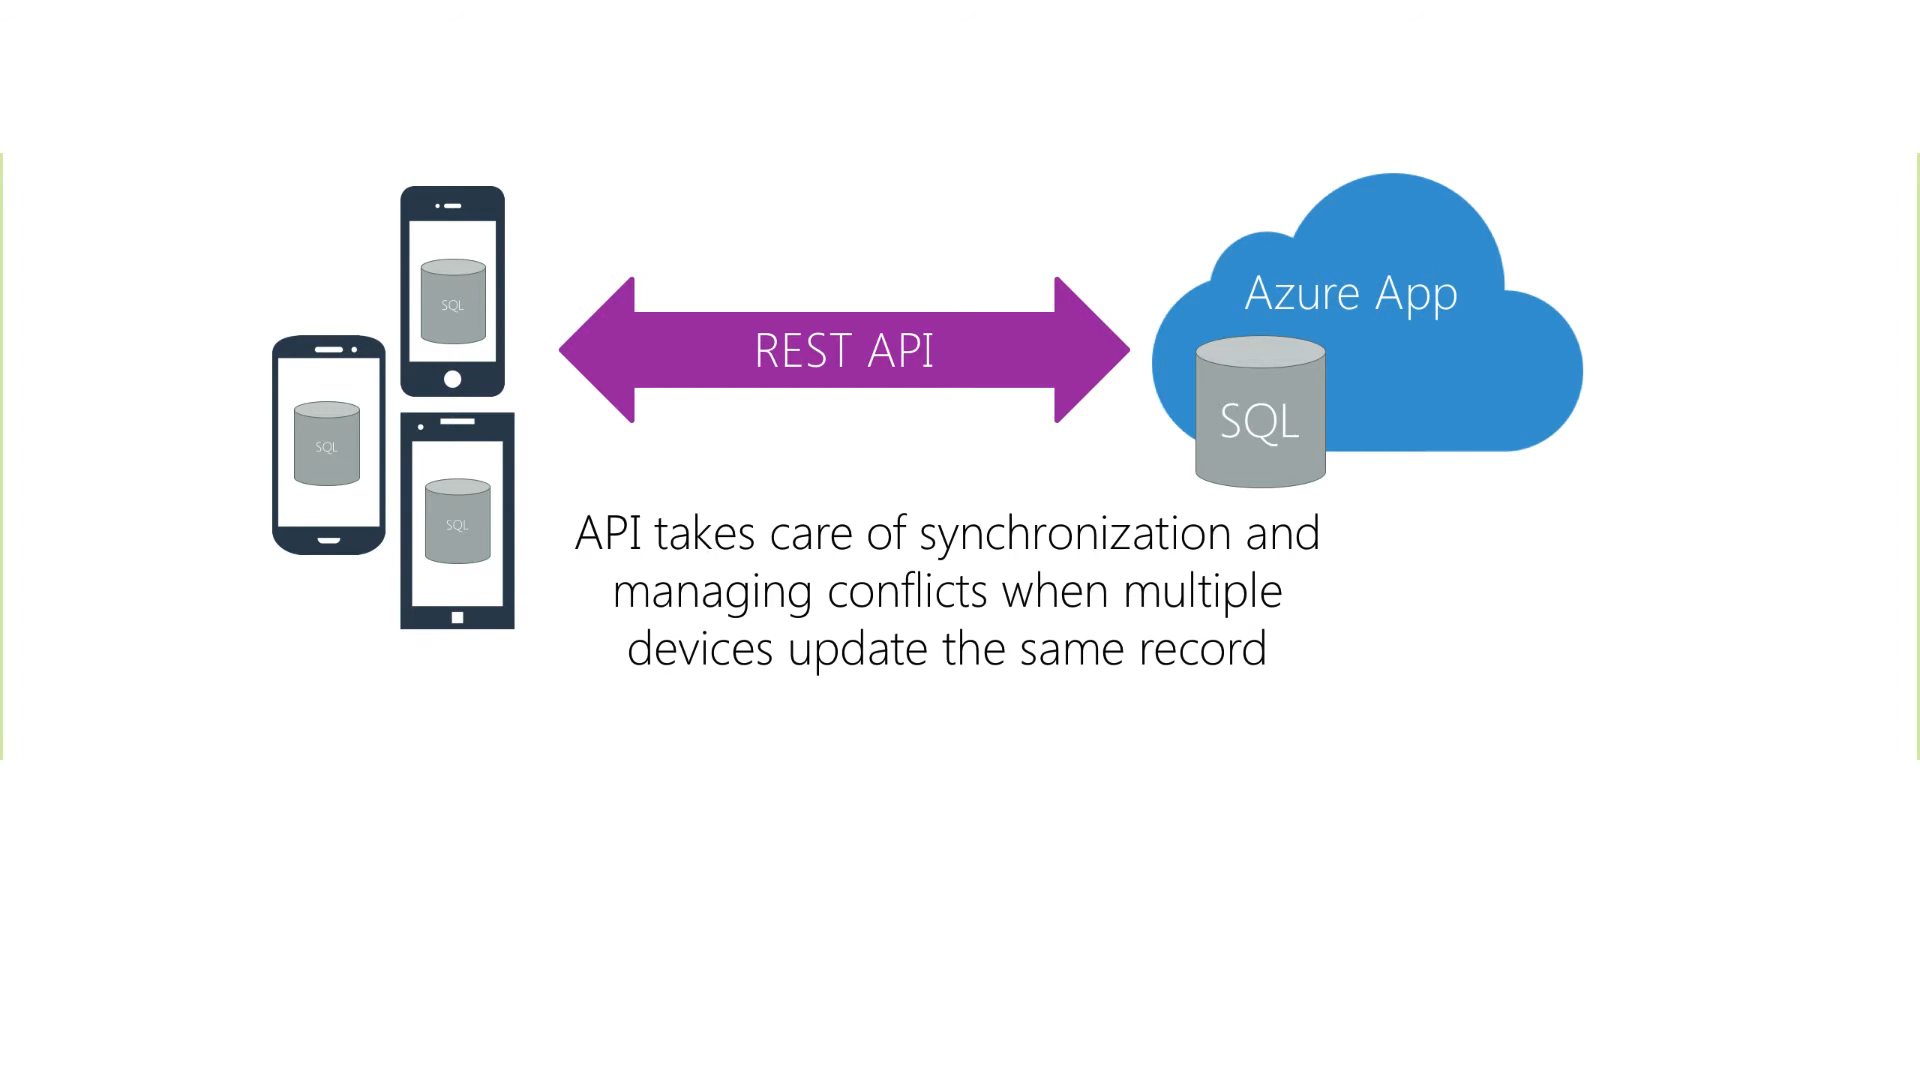 SQL
SQL
SQL
REST API
Azure App
SQL
API takes care of synchronization and
managing conflicts when multiple
devices update the same record